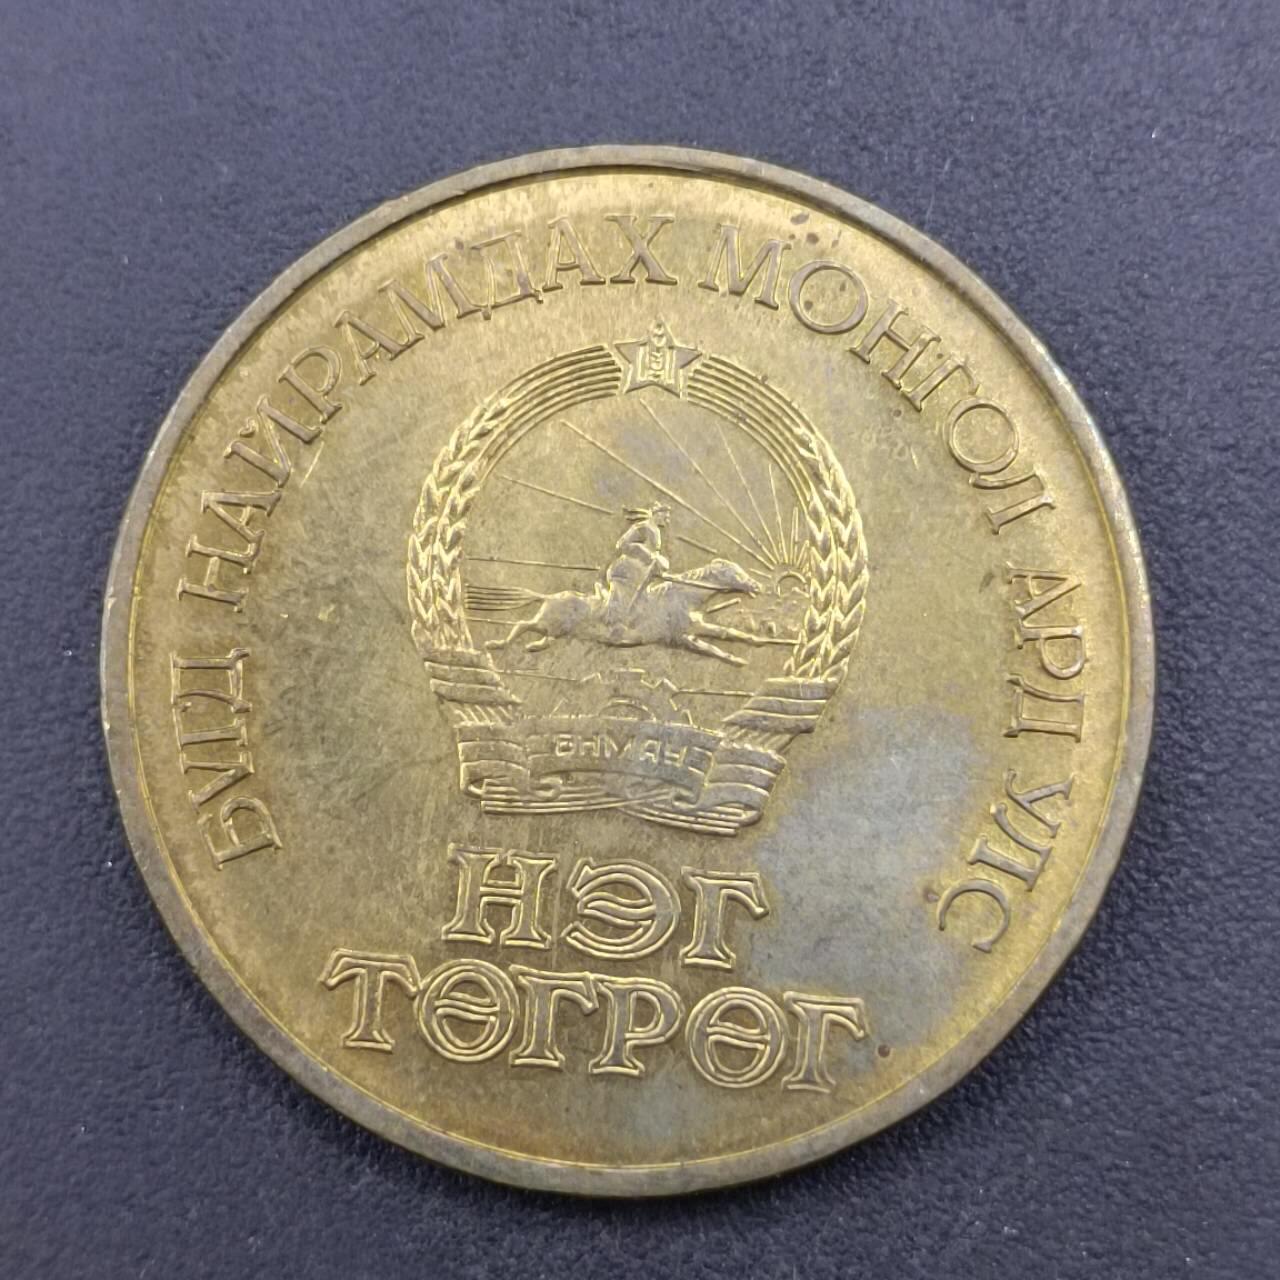 БҮГД НАЙРАМДАХ МОНГОЛ АРД УЛС
БНМАУ
НЭГ
ТӨГРӨГ